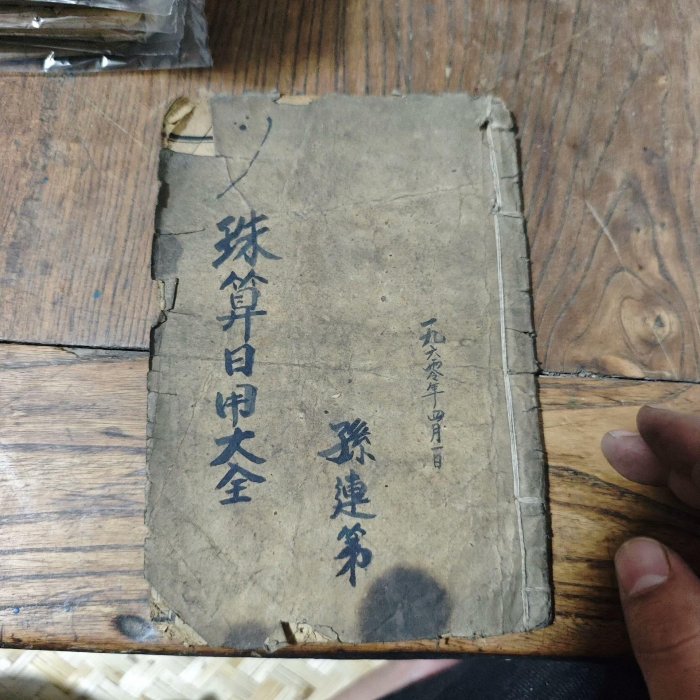 一九六零年四月一日
孫連第
珠算日用大全